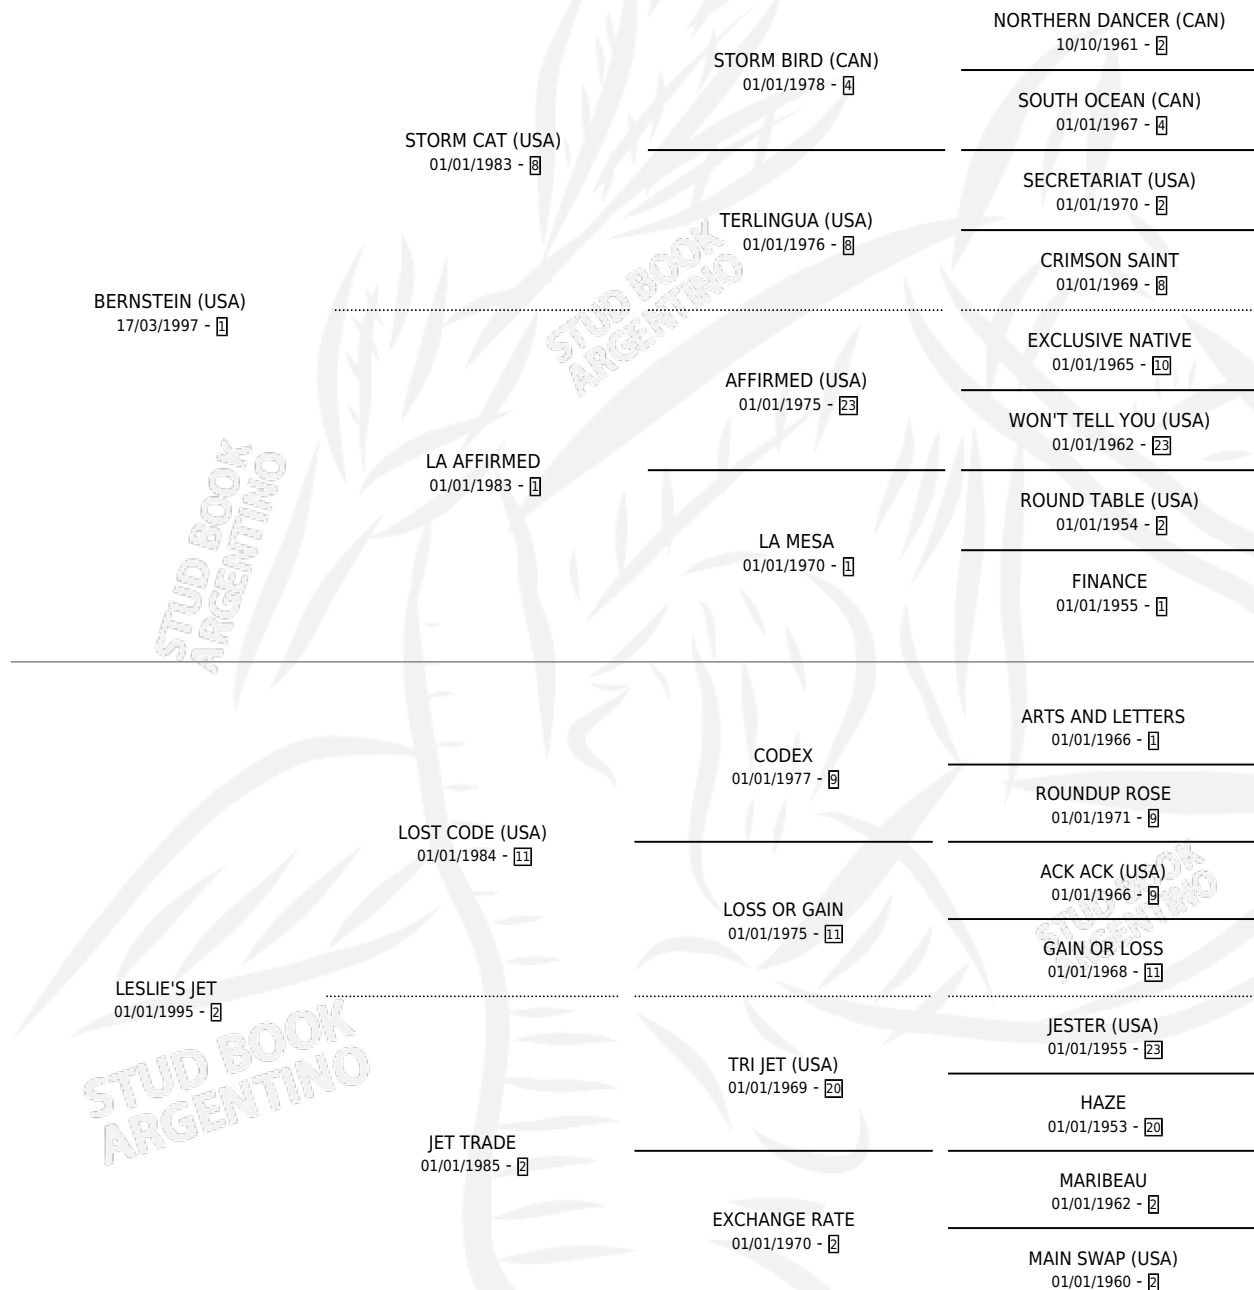 NORTHERN DANCER (CAN)
10/10/1961 - 2
STORM BIRD (CAN)
01/01/1978 - 4
SOUTH OCEAN (CAN)
01/01/1967 - 4
STORM CAT (USA)
01/01/1983 - 8
SECRETARIAT (USA)
01/01/1970 - 2
TERLINGUA (USA)
01/01/1976 - 8
CRIMSON SAINT
01/01/1969 - 8
BERNSTEIN (USA)
17/03/1997 - 1
EXCLUSIVE NATIVE
01/01/1965 - 10
AFFIRMED (USA)
01/01/1975 - 23
WON'T TELL YOU (USA)
01/01/1962 - 23
LA AFFIRMED
01/01/1983 - 1
ROUND TABLE (USA)
01/01/1954 - 2
LA MESA
01/01/1970 - 1
FINANCE
01/01/1955 - 1
ARTS AND LETTERS
01/01/1966 - 1
CODEX
01/01/1977 - 9
ROUNDUP ROSE
01/01/1971 - 9
LOST CODE (USA)
01/01/1984 - 11
ACK ACK (USA)
01/01/1966 - 9
LOSS OR GAIN
01/01/1975 - 11
GAIN OR LOSS
01/01/1968 - 11
LESLIE'S JET
01/01/1995 - 2
JESTER (USA)
01/01/1955 - 23
TRI JET (USA)
01/01/1969 - 20
HAZE
01/01/1953 - 20
JET TRADE
01/01/1985 - 2
MARIBEAU
01/01/1962 - 2
EXCHANGE RATE
01/01/1970 - 2
MAIN SWAP (USA)
01/01/1960 - 2
STUD BOOK
ARGENTINO
STUD BOOK
ARGENTINO
STUD BOOK
ARGENTINO
STUD BOOK
ARGENTINO